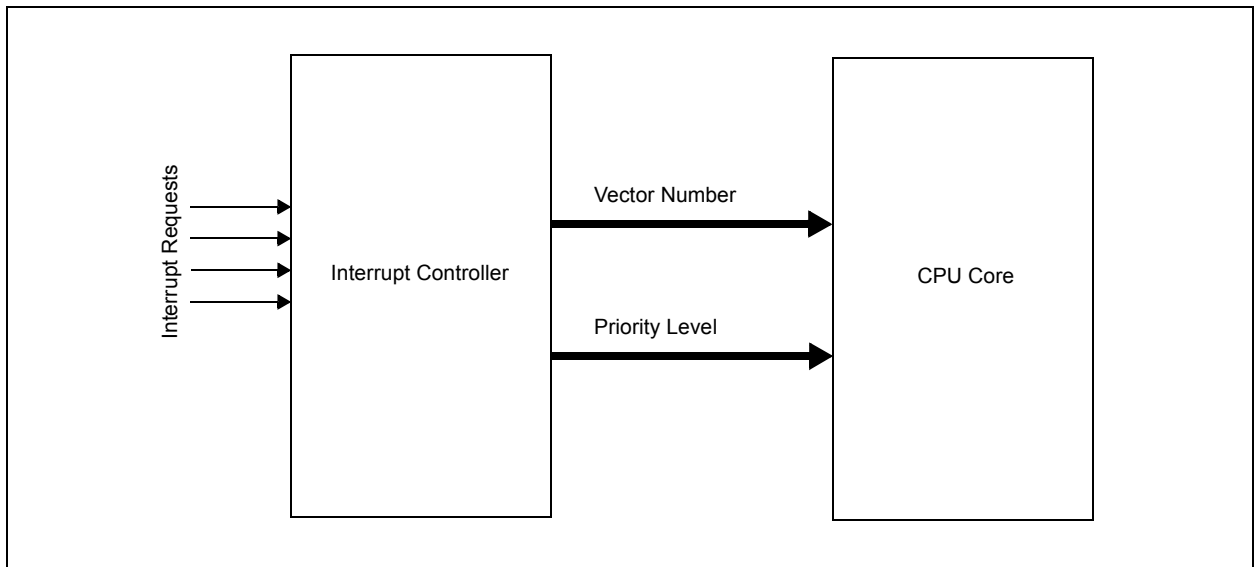 Interrupt Requests
Interrupt Controller
Vector Number
Priority Level
CPU Core